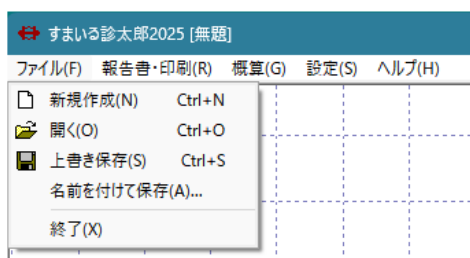 すまいる診太郎2025 [無題]
ファイル(F) 報告書・印刷(R) 概算(G) 設定(S) ヘルプ(H)
新規作成(N) Ctrl+N
開く(O) Ctrl+O
上書き保存(S) Ctrl+S
名前を付けて保存(A)...
終了(X)